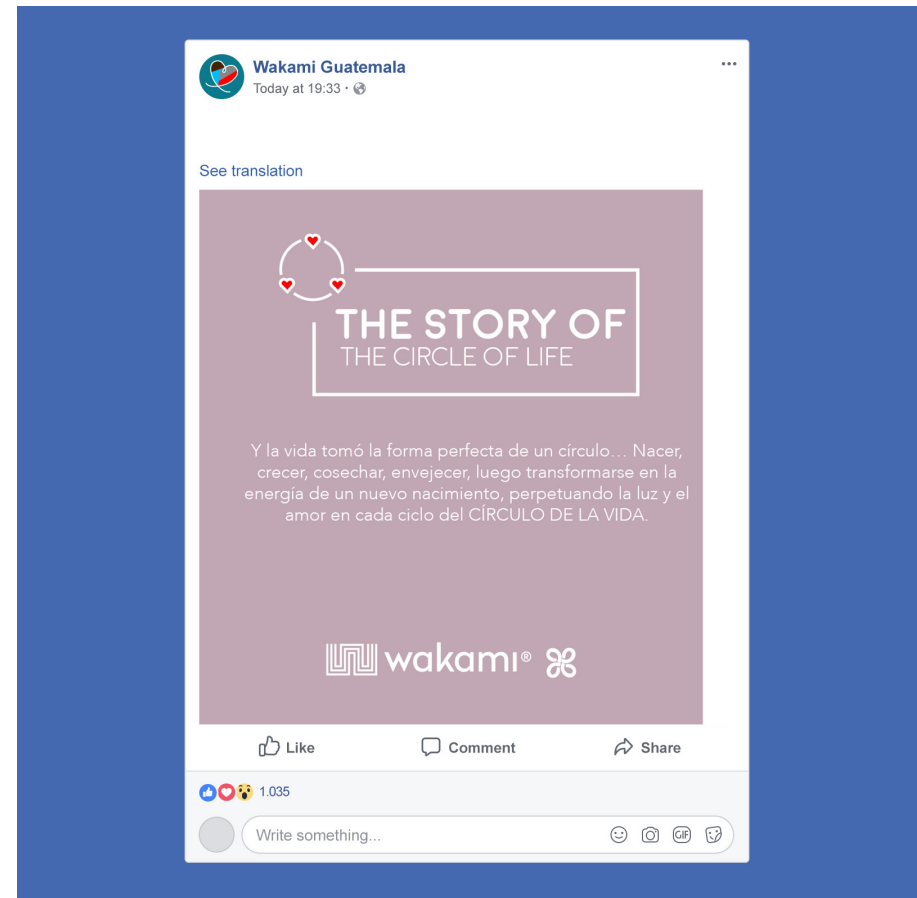 Wakami Guatemala
Today at 19:33 ·
See translation
THE STORY OF
THE CIRCLE OF LIFE
Y la vida tomó la forma perfecta de un círculo... Nacer,
crecer, cosechar, envejecer, luego transformarse en la
energía de un nuevo nacimiento, perpetuando la luz y el
amor en cada ciclo del CÍRCULO DE LA VIDA.
wakami®
Like Comment Share
1.035
Write something... GIF